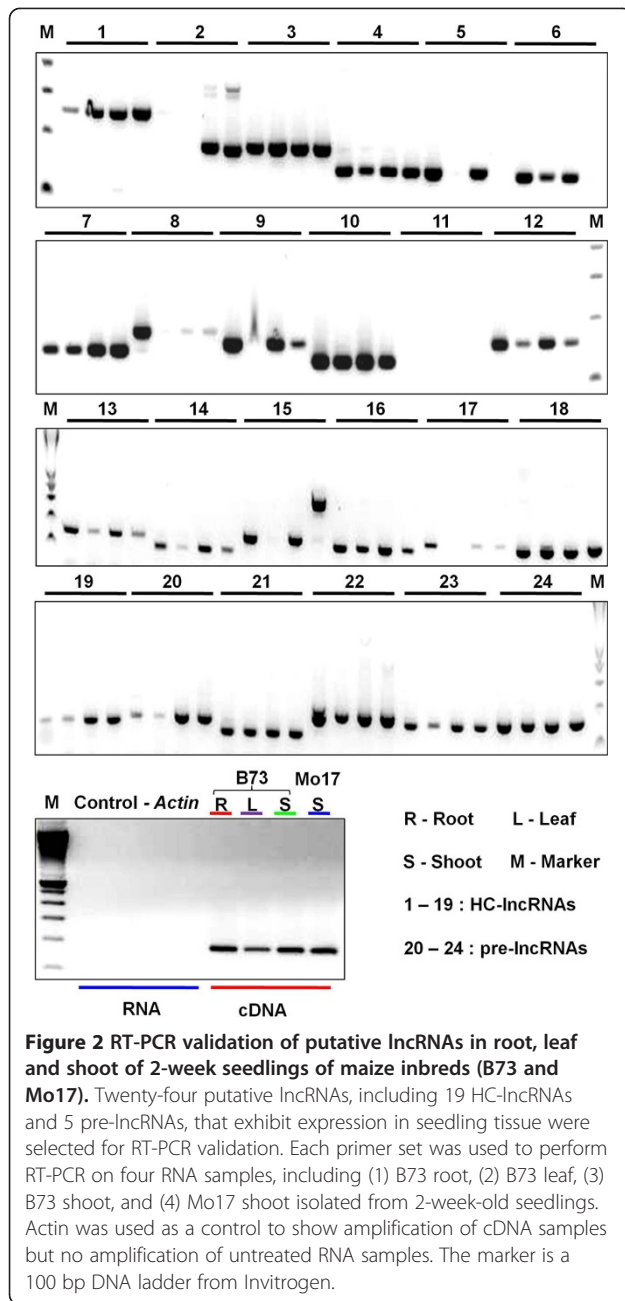 M 1 2 3 4 5 6
7 8 9 10 11 12 M
M 13 14 15 16 17 18
19 20 21 22 23 24 M
B73 Mo17
M Control - Actin R L S S
R - Root L - Leaf
S - Shoot M - Marker
1 – 19 : HC-lncRNAs
20 – 24 : pre-lncRNAs
RNA cDNA
Figure 2 RT-PCR validation of putative lncRNAs in root, leaf
and shoot of 2-week seedlings of maize inbreds (B73 and
Mo17). Twenty-four putative lncRNAs, including 19 HC-lncRNAs
and 5 pre-lncRNAs, that exhibit expression in seedling tissue were
selected for RT-PCR validation. Each primer set was used to perform
RT-PCR on four RNA samples, including (1) B73 root, (2) B73 leaf, (3)
B73 shoot, and (4) Mo17 shoot isolated from 2-week-old seedlings.
Actin was used as a control to show amplification of cDNA samples
but no amplification of untreated RNA samples. The marker is a
100 bp DNA ladder from Invitrogen.